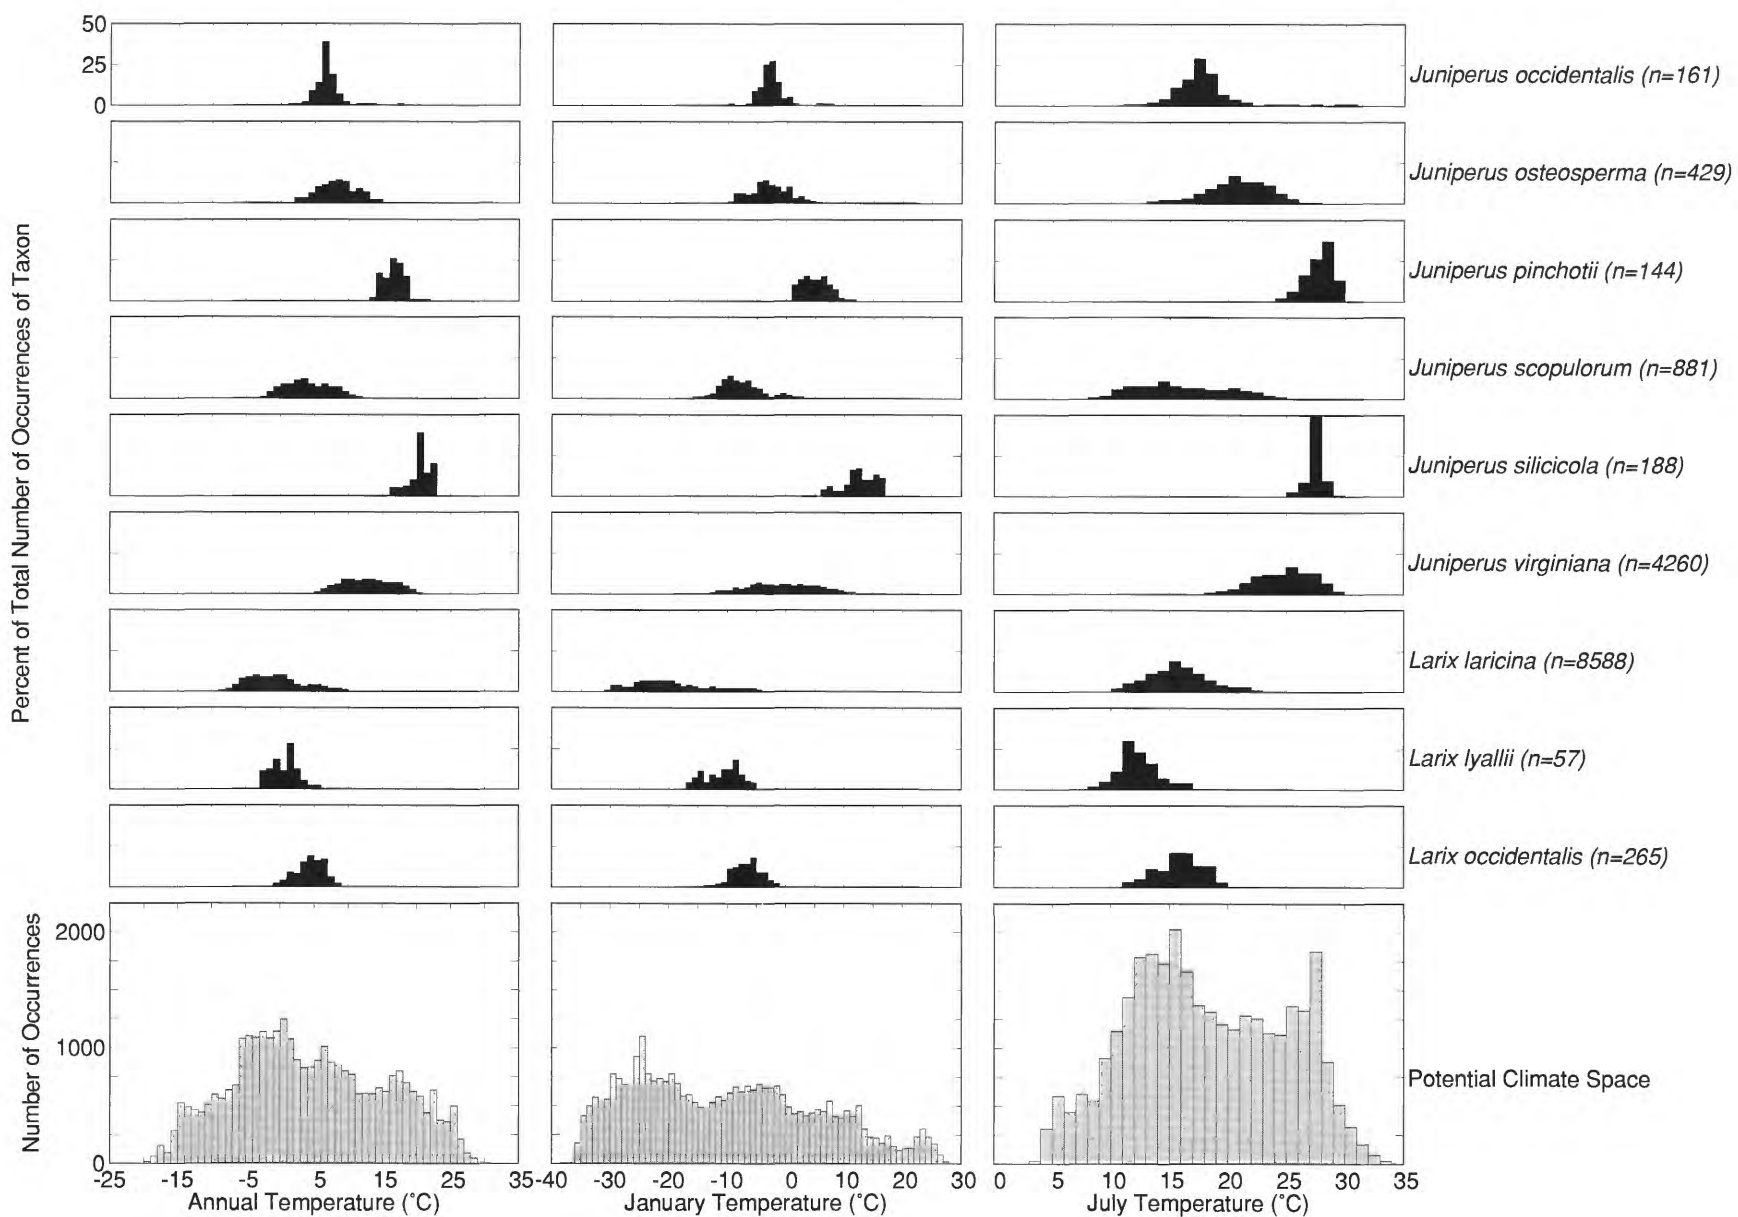 50
25
0
Juniperus occidentalis (n=161)
Juniperus osteosperma (n=429)
Juniperus pinchotii (n=144)
Juniperus scopulorum (n=881)
Juniperus silicicola (n=188)
Juniperus virginiana (n=4260)
Larix laricina (n=8588)
Larix lyallii (n=57)
Larix occidentalis (n=265)
Percent of Total Number of Occurrences of Taxon
Number of Occurrences
2000
1000
0
Potential Climate Space
-25 -15 -5 5 15 25 35
-40 -30 -20 -10 0 10 20 30
0 5 10 15 20 25 30 35
Annual Temperature (°C)
January Temperature (°C)
July Temperature (°C)